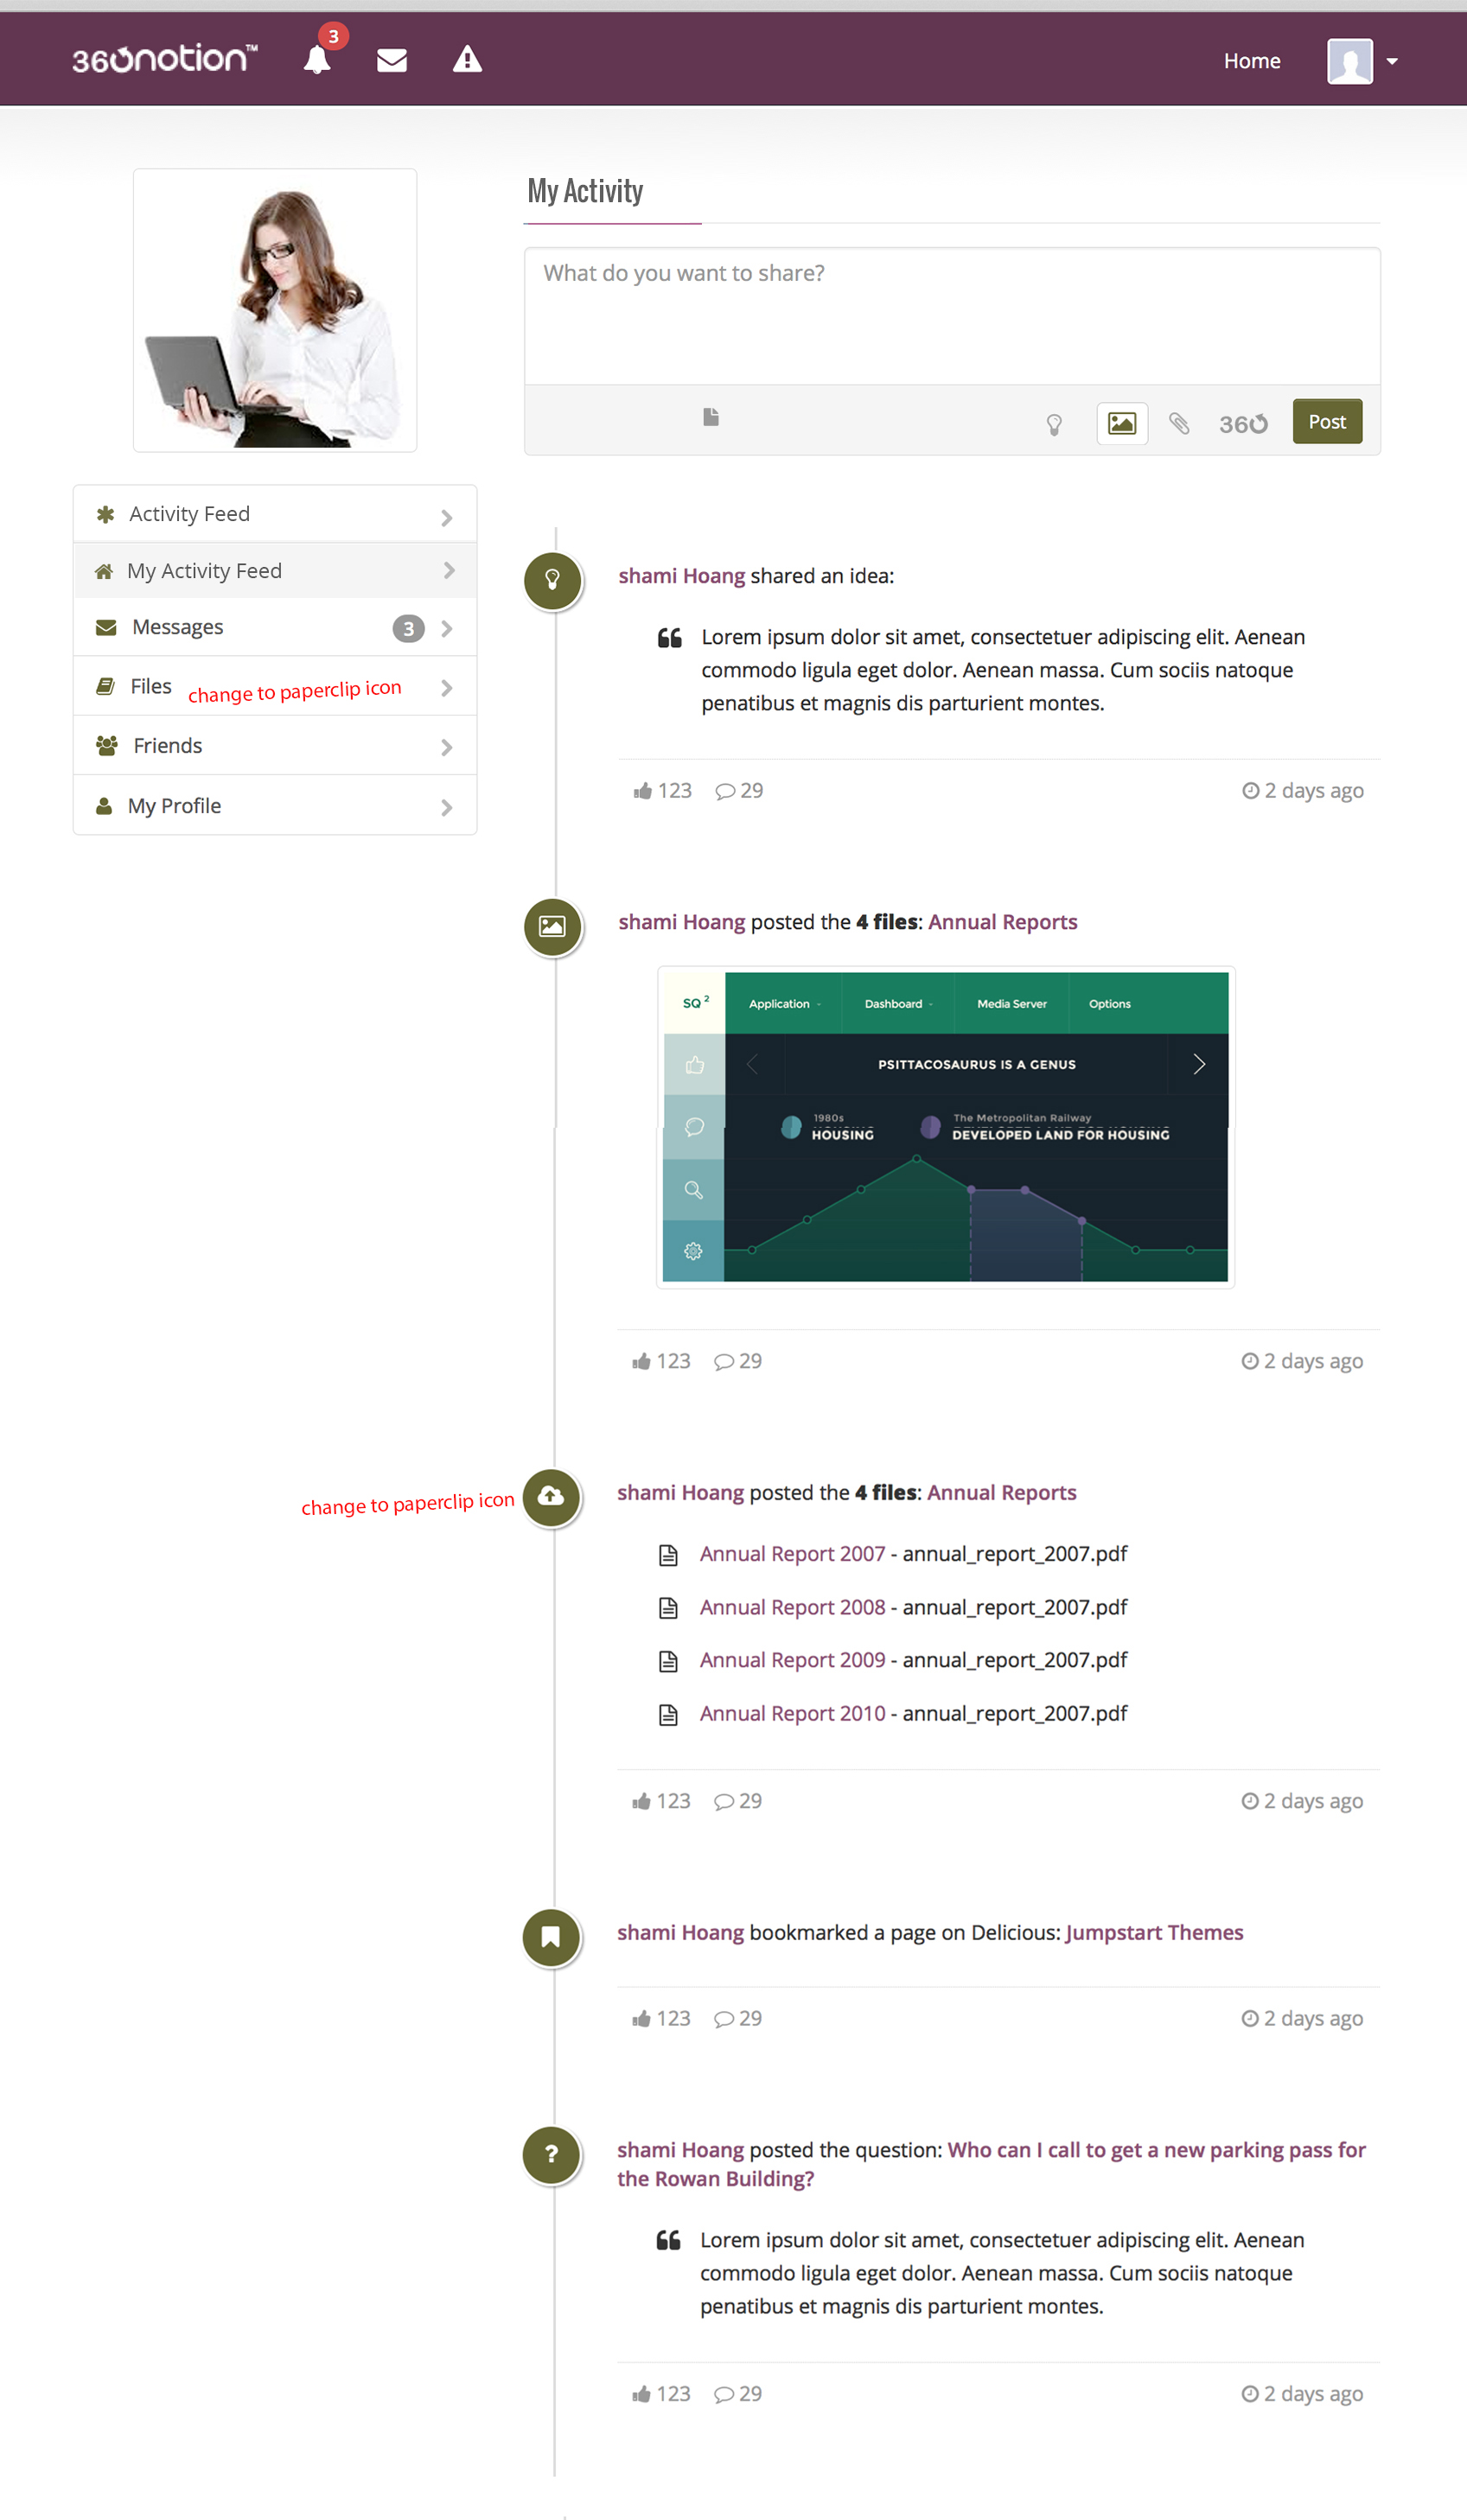 360notion™
3
Home
My Activity
What do you want to share?
360
Post
Activity Feed
My Activity Feed
Messages
3
Files
change to paperclip icon
Friends
My Profile
shami Hoang shared an idea:
Lorem ipsum dolor sit amet, consectetuer adipiscing elit. Aenean
commodo ligula eget dolor. Aenean massa. Cum sociis natoque
penatibus et magnis dis parturient montes.
123 29 2 days ago
shami Hoang posted the 4 files: Annual Reports
SQ 2 Application Dashboard Media Server Options
PSITTACOSAURUS IS A GENUS
1980s The Metropolitan Railway
HOUSING DEVELOPED LAND FOR HOUSING
123 29 2 days ago
change to paperclip icon
shami Hoang posted the 4 files: Annual Reports
Annual Report 2007 - annual_report_2007.pdf
Annual Report 2008 - annual_report_2007.pdf
Annual Report 2009 - annual_report_2007.pdf
Annual Report 2010 - annual_report_2007.pdf
123 29 2 days ago
shami Hoang bookmarked a page on Delicious: Jumpstart Themes
123 29 2 days ago
shami Hoang posted the question: Who can I call to get a new parking pass for
the Rowan Building?
Lorem ipsum dolor sit amet, consectetuer adipiscing elit. Aenean
commodo ligula eget dolor. Aenean massa. Cum sociis natoque
penatibus et magnis dis parturient montes.
123 29 2 days ago